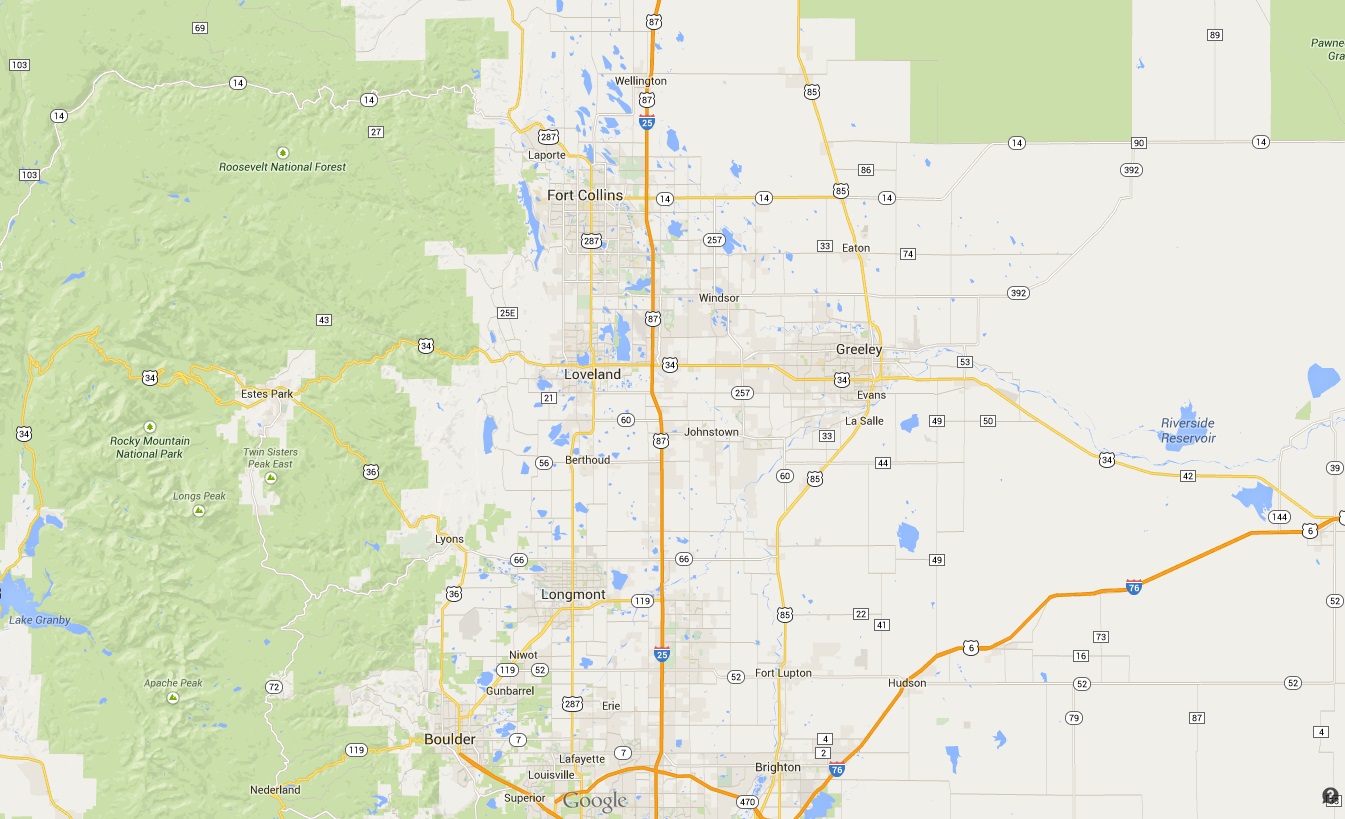 87
69
89
Pawne
Gra
103
14
Wellington
85
87
14
14
25
14
27
287
14
90
14
Laporte
Roosevelt National Forest
86
392
103
85
Fort Collins
14
14
14
287
257
33
Eaton
74
Windsor
392
25E
43
87
34
Greeley
53
34
34
Loveland
34
34
Estes Park
21
257
Evans
60
La Salle
49
50
Riverside
Reservoir
34
Rocky Mountain
National Park
87
Johnstown
33
Twin Sisters
Peak East
56
Berthoud
44
34
39
36
60
85
42
Longs Peak
144
6
Lyons
66
66
49
76
36
Longmont
119
52
85
22
41
Lake Granby
73
25
6
16
Niwot
119
52
52
Fort Lupton
Hudson
52
52
Apache Peak
72
Gunbarrel
287
Erie
79
87
4
Boulder
7
4
119
7
2
Lafayette
Brighton
76
Louisville
Nederland
Superior
Google
470
?